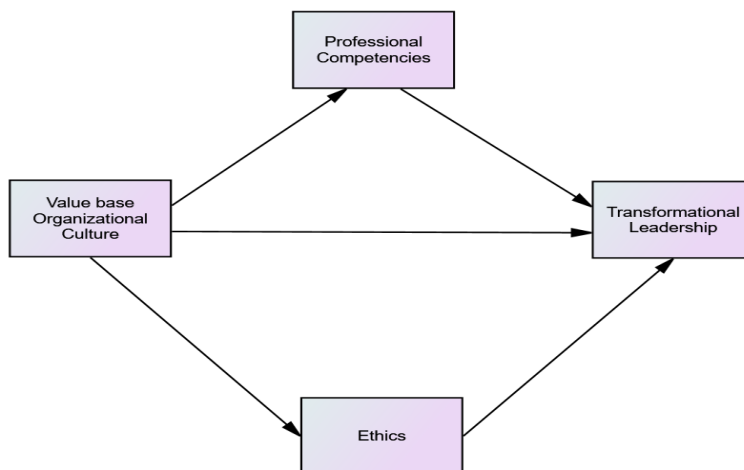 Professional
Competencies
Value base
Organizational
Culture
Transformational
Leadership
Ethics